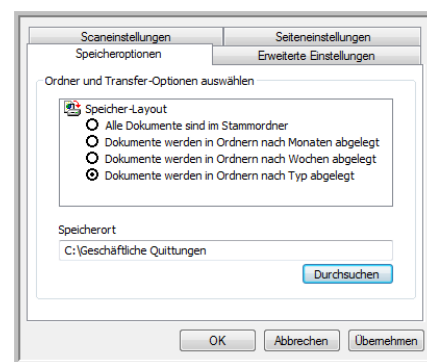 Scaneinstellungen
Seiteneinstellungen
Speicheroptionen
Erweiterte Einstellungen
Ordner und Transfer-Optionen auswählen
Speicher-Layout
Alle Dokumente sind im Stammordner
Dokumente werden in Ordnern nach Monaten abgelegt
Dokumente werden in Ordnern nach Wochen abgelegt
Dokumente werden in Ordnern nach Typ abgelegt
Speicherort
C:\Geschäftliche Quittungen
Durchsuchen
OK
Abbrechen
Übernehmen